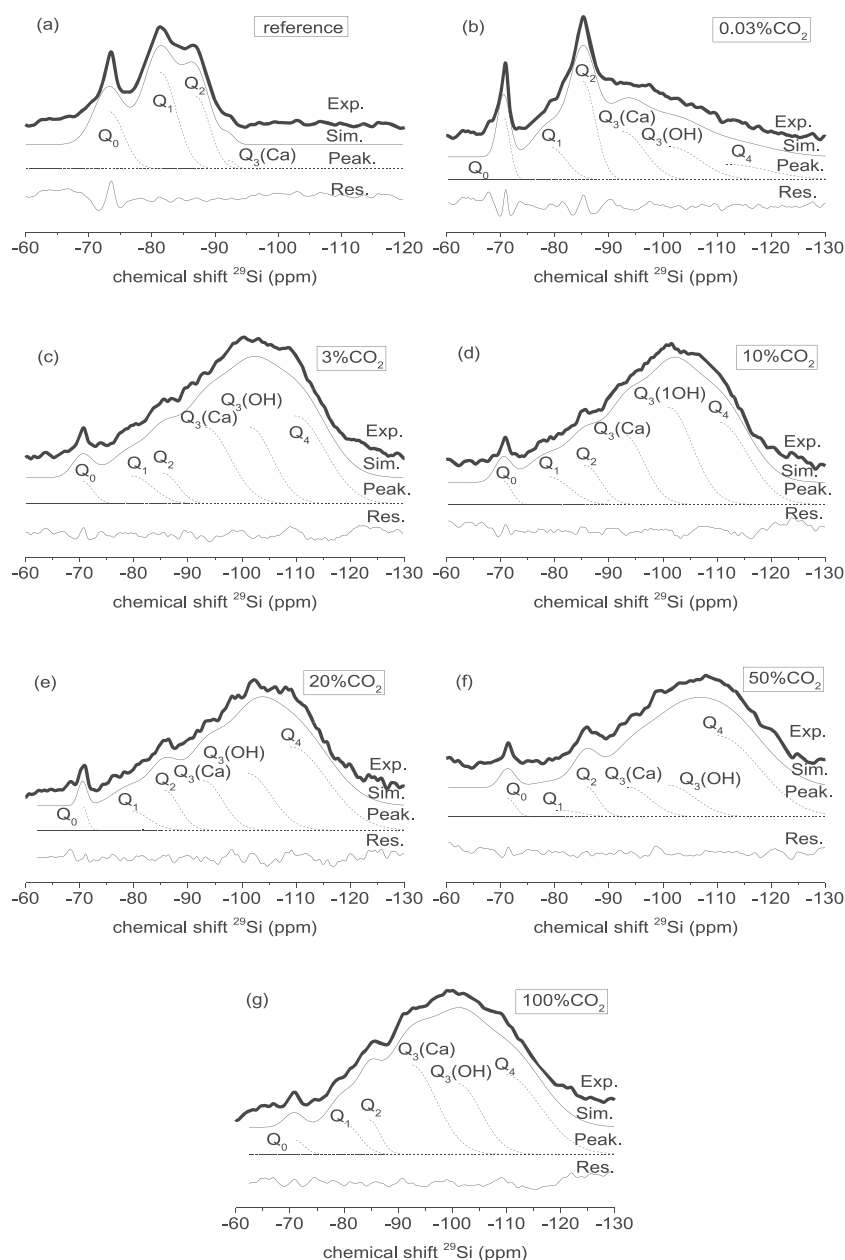 (a) reference
Exp.
Q0 Q1 Q2 Sim.
Q3(Ca) Peak.
Res.
-60 -70 -80 -90 -100 -110 -120
chemical shift 29Si (ppm)
(b) 0.03%CO2
Q2
Exp.
Q3(Ca)
Q1 Q3(OH) Sim.
Q0 Q4 Peak.
Res.
-60 -70 -80 -90 -100 -110 -120 -130
chemical shift 29Si (ppm)
(c) 3%CO2
Q3(OH)
Q3(Ca) Q4 Exp.
Q0 Q1 Q2 Sim.
Peak.
Res.
-60 -70 -80 -90 -100 -110 -120 -130
chemical shift 29Si (ppm)
(d) 10%CO2
Q3(1OH)
Q4
Q3(Ca) Exp.
Q0 Q1 Q2 Sim.
Peak.
Res.
-60 -70 -80 -90 -100 -110 -120 -130
chemical shift 29Si (ppm)
(e) 20%CO2
Q4
Q3(OH) Exp.
Q2 Q3(Ca) Sim.
Q0 Q1 Peak.
Res.
-60 -70 -80 -90 -100 -110 -120 -130
chemical shift 29Si (ppm)
(f) 50%CO2
Q4
Exp.
Q0 Q2 Q3(Ca) Q3(OH) Sim.
Q1 Peak.
Res.
-60 -70 -80 -90 -100 -110 -120 -130
chemical shift 29Si (ppm)
(g) 100%CO2
Q3(Ca)
Q3(OH) Q4 Exp.
Q1 Q2 Sim.
Q0 Peak.
Res.
-60 -70 -80 -90 -100 -110 -120 -130
chemical shift 29Si (ppm)